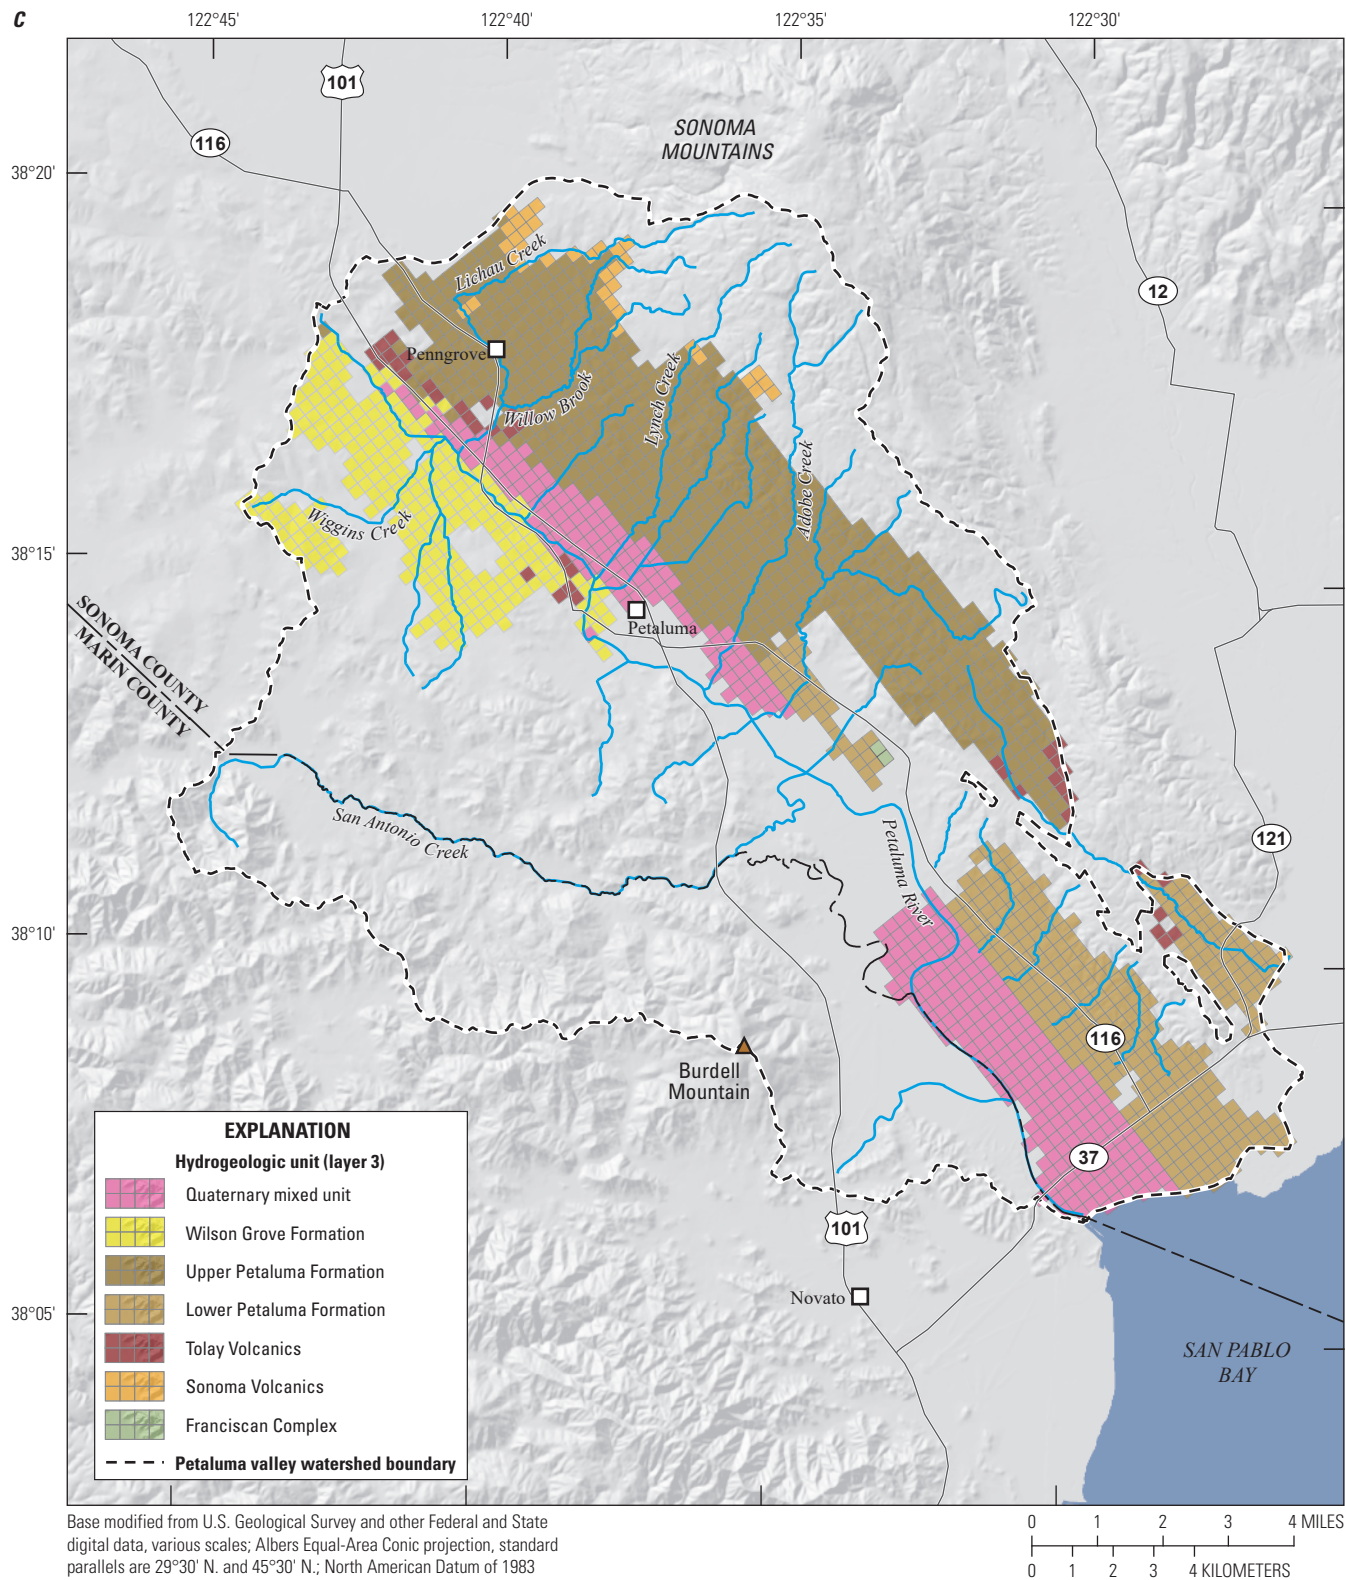 C
122°45'
122°40'
122°35'
122°30'
101
116
SONOMA
MOUNTAINS
38°20'
12
Lichau Creek
Penngrove
Willow Brook
Lynch Creek
Adobe Creek
Wiggins Creek
38°15'
Petaluma
SONOMA COUNTY
MARIN COUNTY
San Antonio Creek
Petaluma River
121
38°10'
116
Burdell
Mountain
37
101
Novato
38°05'
SAN PABLO
BAY
EXPLANATION
Hydrogeologic unit (layer 3)
Quaternary mixed unit
Wilson Grove Formation
Upper Petaluma Formation
Lower Petaluma Formation
Tolay Volcanics
Sonoma Volcanics
Franciscan Complex
Petaluma valley watershed boundary
Base modified from U.S. Geological Survey and other Federal and State
digital data, various scales; Albers Equal-Area Conic projection, standard
parallels are 29°30' N. and 45°30' N.; North American Datum of 1983
0 1 2 3 4 MILES
0 1 2 3 4 KILOMETERS